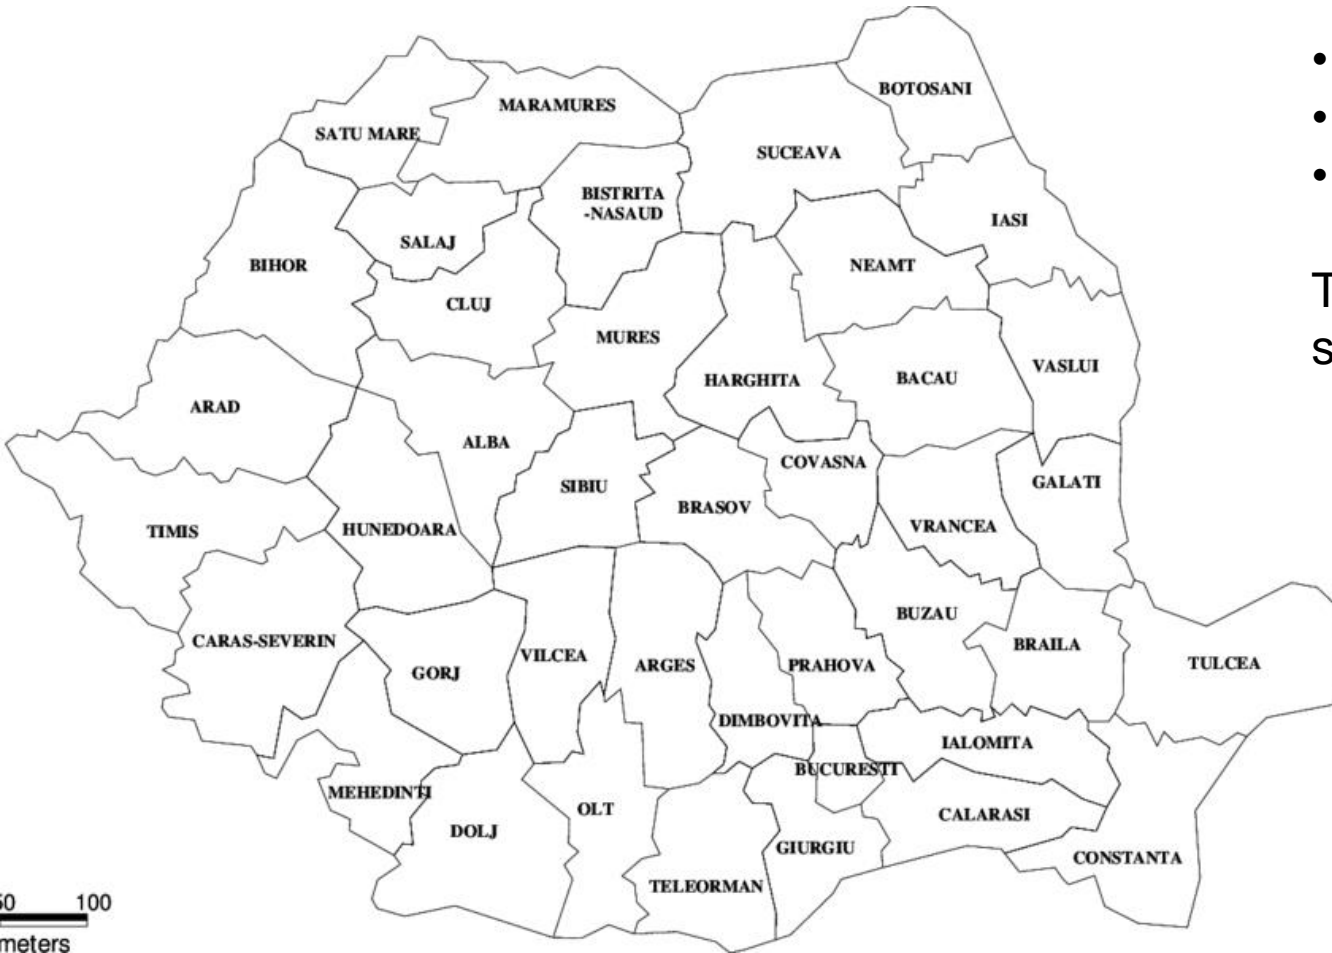 BOTOSANI
MARAMURES
SATU MARE
SUCEAVA
BISTRITA
-NASAUD
IASI
SALAJ
BIHOR
NEAMT
CLUJ
MURES
VASLUI
HARGHITA
BACAU
ARAD
ALBA
COVASNA
SIBIU
GALATI
BRASOV
TIMIS
HUNEDOARA
VRANCEA
BUZAU
CARAS-SEVERIN
BRAILA
VILCEA
ARGES
PRAHOVA
TULCEA
GORJ
DIMBOVITA
IALOMITA
BUCURESTI
MEHEDINTI
OLT
CALARASI
DOLJ
GIURGIU
CONSTANTA
TELEORMAN
50 100
meters
•
•
•
T
s